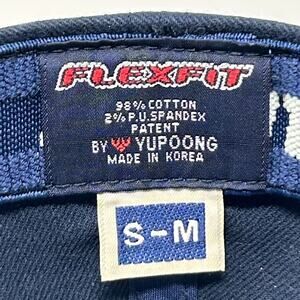 FLEXFIT
98% COTTON
2% P.U. SPANDEX
PATENT
BY YUPOONG
MADE IN KOREA
S-M